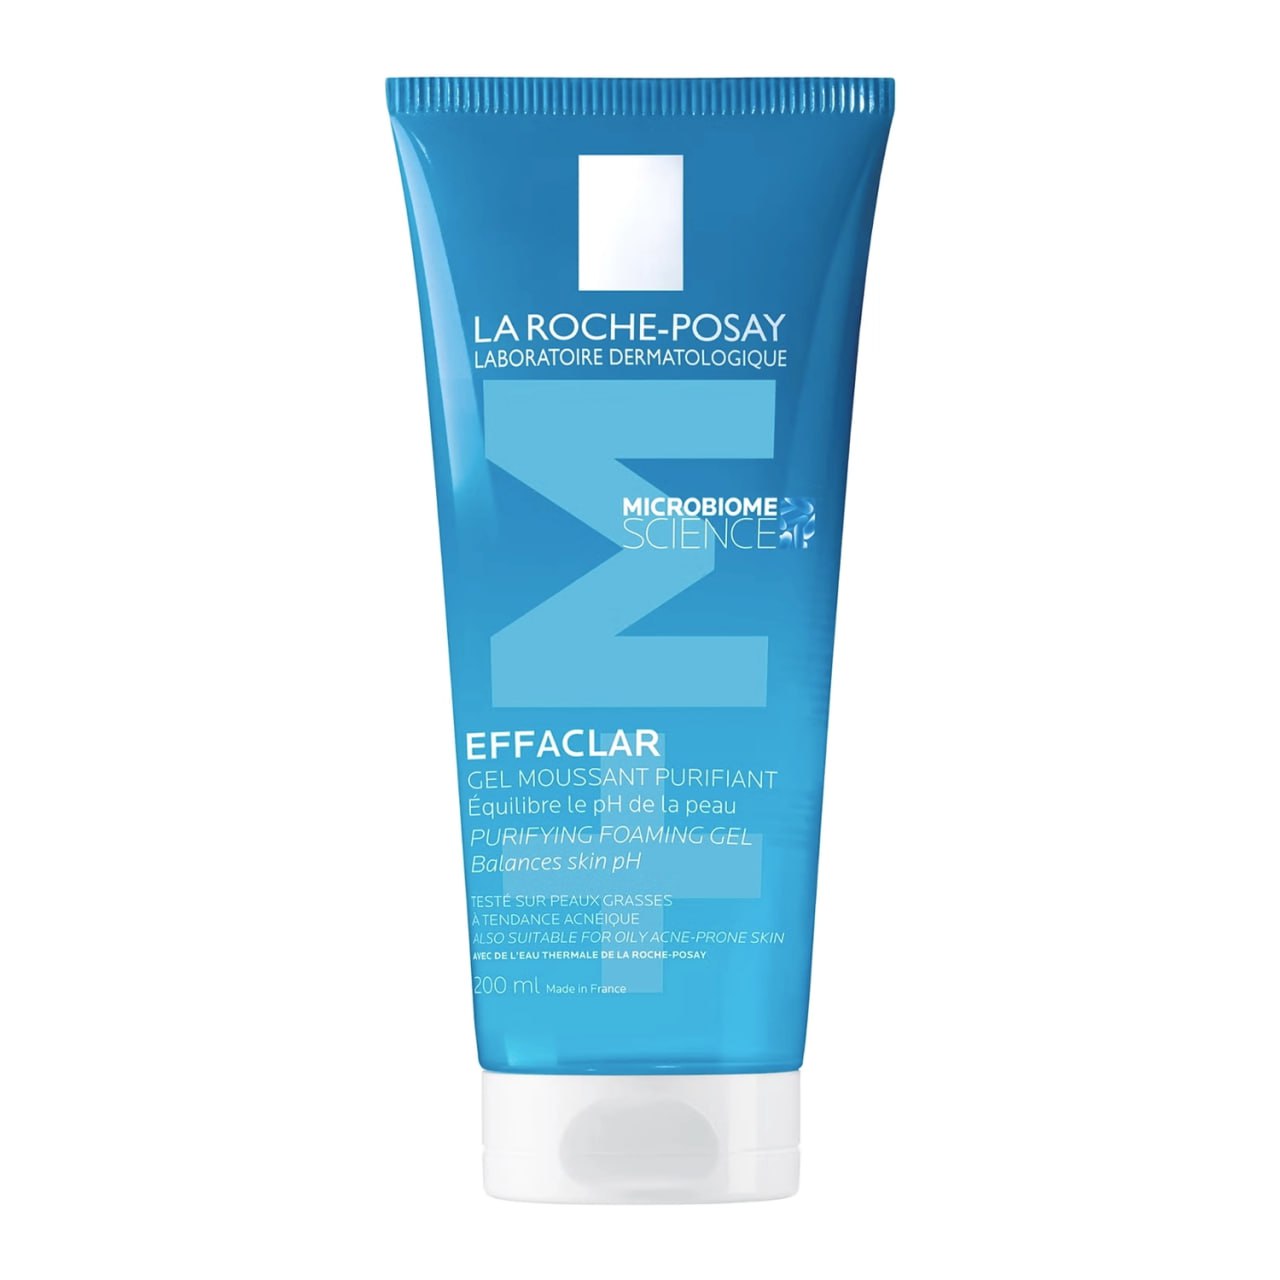 LA ROCHE-POSAY
LABORATOIRE DERMATOLOGIQUE
M
MICROBIOME
SCIENCE
EFFACLAR
GEL MOUSSANT PURIFIANT
Équilibre le pH de la peau
PURIFYING FOAMING GEL
Balances skin pH
TESTÉ SUR PEAUX GRASSES
À TENDANCE ACNÉIQUE
ALSO SUITABLE FOR OILY ACNE-PRONE SKIN
AVEC DE L'EAU THERMALE DE LA ROCHE-POSAY
200 ml Made in France